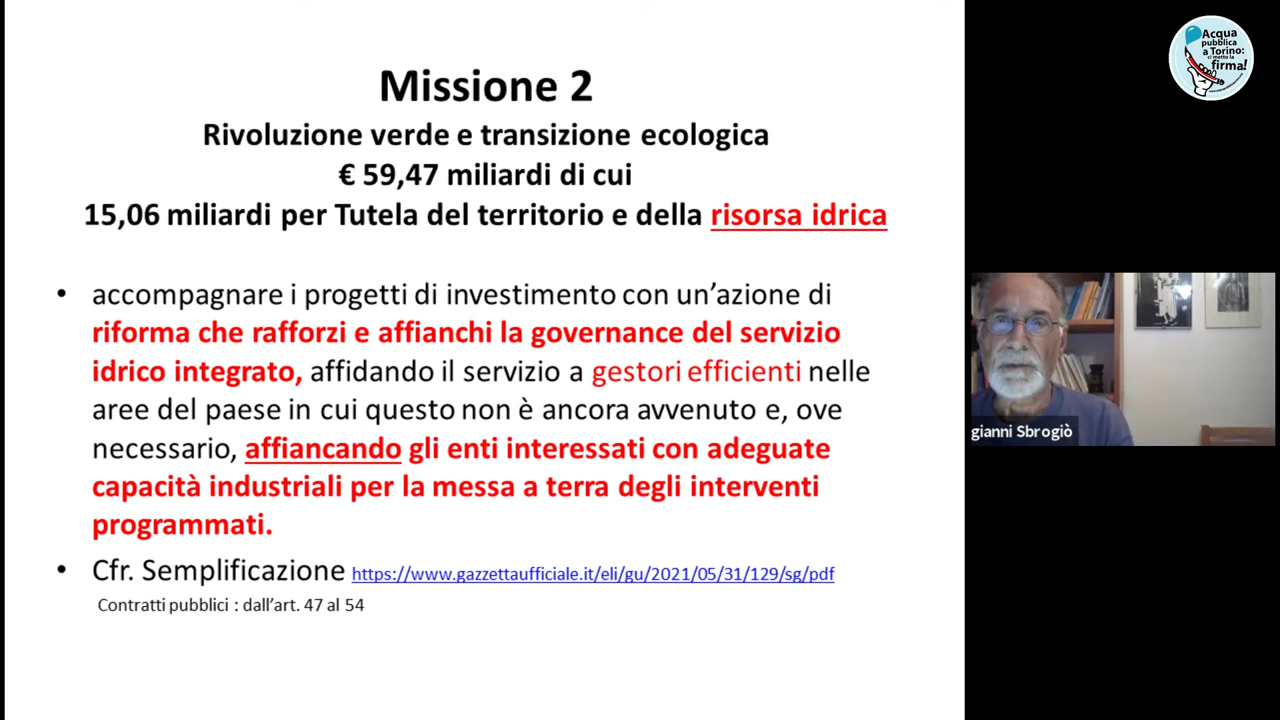 Missione 2
Rivoluzione verde e transizione ecologica
€ 59,47 miliardi di cui
15,06 miliardi per Tutela del territorio e della risorsa idrica
• accompagnare i progetti di investimento con un’azione di
riforma che rafforzi e affianchi la governance del servizio
idrico integrato, affidando il servizio a gestori efficienti nelle
aree del paese in cui questo non è ancora avvenuto e, ove
necessario, affiancando gli enti interessati con adeguate
capacità industriali per la messa a terra degli interventi
programmati.
• Cfr. Semplificazione https://www.gazzettaufficiale.it/eli/gu/2021/05/31/129/sg/pdf
Contratti pubblici : dall’art. 47 al 54
Acqua
pubblica
a Torino:
ci metto la
firma!
gianni Sbrogiò